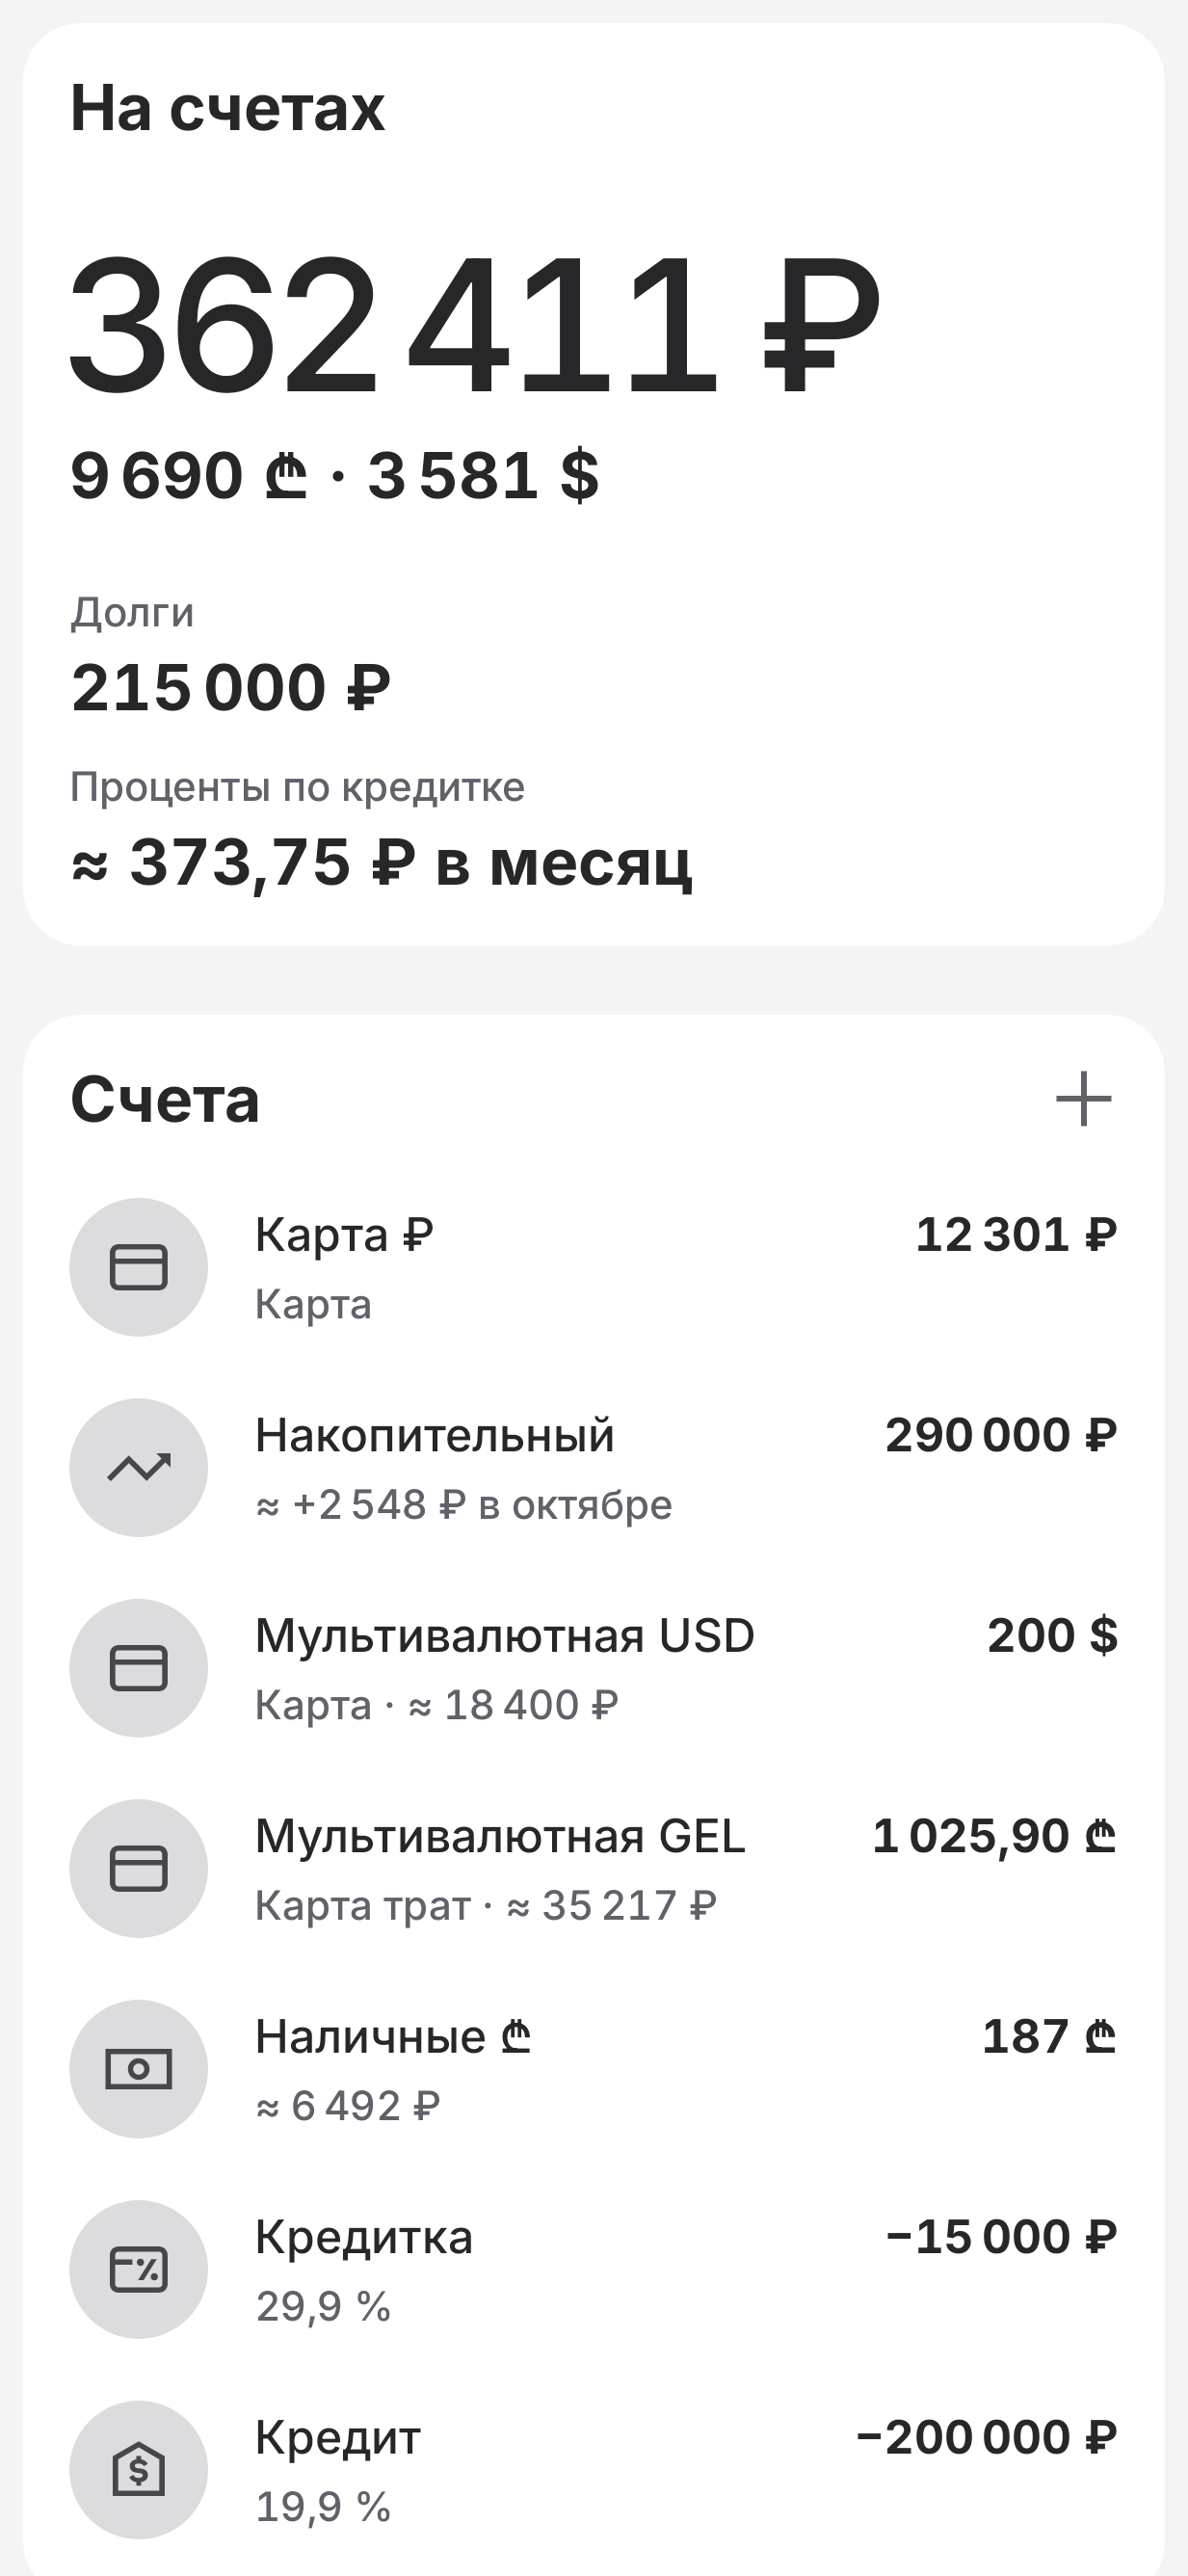 На счетах
362 411 ₽
9 690 ₾ · 3 581 $
Долги
215 000 ₽
Проценты по кредитке
≈ 373,75 ₽ в месяц
Счета
Карта ₽ 12 301 ₽
Карта
Накопительный 290 000 ₽
≈ +2 548 ₽ в октябре
Мультивалютная USD 200 $
Карта · ≈ 18 400 ₽
Мультивалютная GEL 1 025,90 ₾
Карта трат · ≈ 35 217 ₽
Наличные ₾ 187 ₾
≈ 6 492 ₽
Кредитка −15 000 ₽
29,9 %
Кредит −200 000 ₽
19,9 %